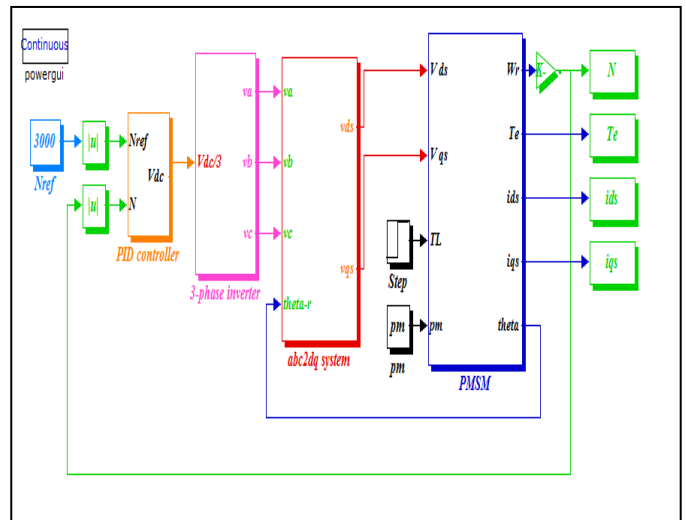 Continuous
powergui
3000
Nref
|u|
|u|
Nref
N
Vdc
PID controller
Vdc/3
va
vb
vc
3-phase inverter
va
vb
vc
theta-r
vds
vqs
abc2dq system
Step
pm
pm
Vds
Vqs
TL
pm
Wr
Te
ids
iqs
theta
PMSM
K-
N
Te
ids
iqs